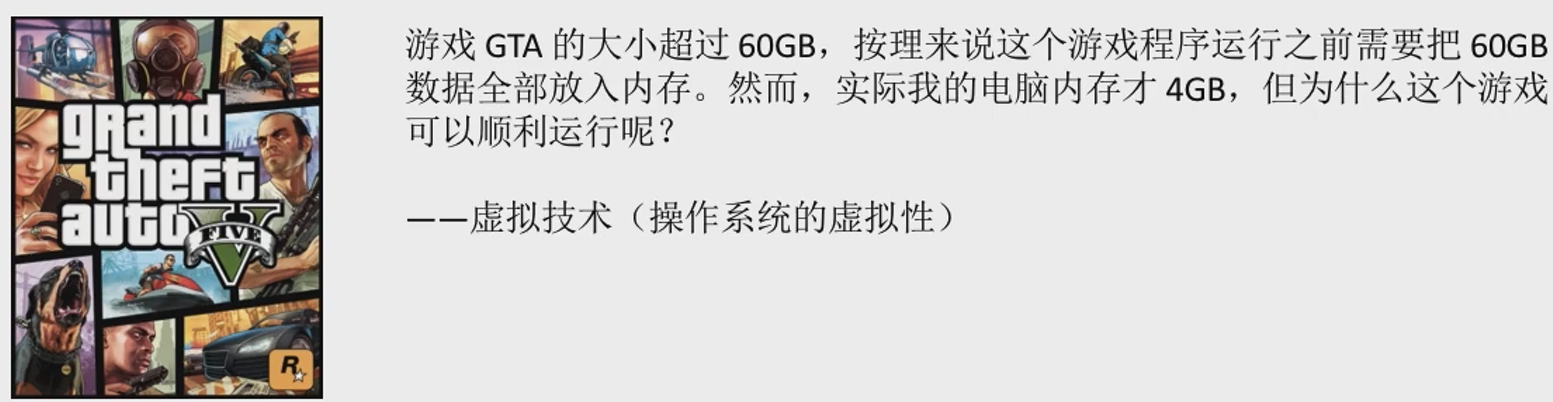 grand
theft
auto
V
FIVE
R
游戏 GTA 的大小超过 60GB，按理来说这个游戏程序运行之前需要把 60GB
数据全部放入内存。然而，实际我的电脑内存才 4GB，但为什么这个游戏
可以顺利运行呢？
——虚拟技术（操作系统的虚拟性）